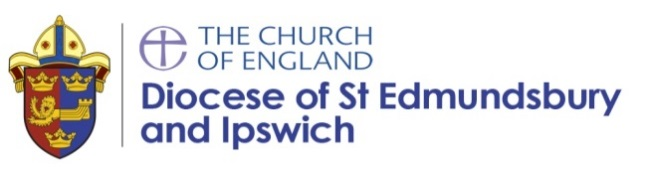 THE CHURCH
OF ENGLAND
Diocese of St Edmundsbury
and Ipswich